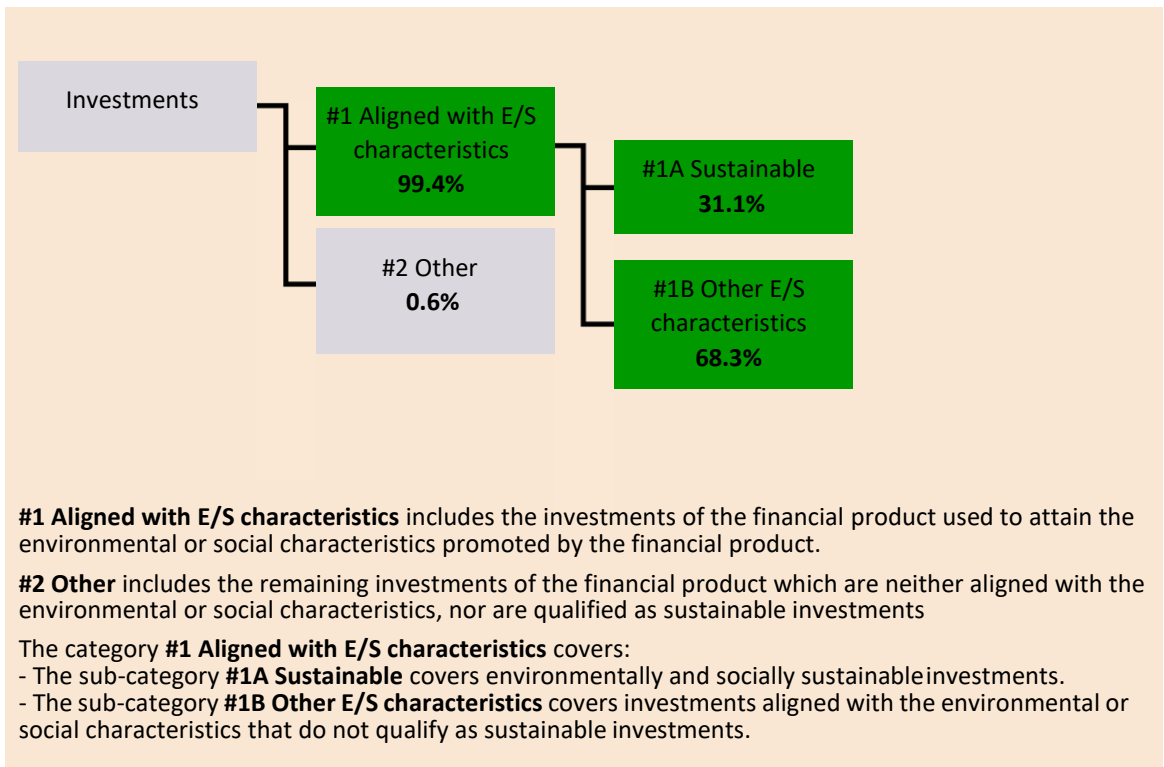 Investments
#1 Aligned with E/S
characteristics
99.4%
#2 Other
0.6%
#1A Sustainable
31.1%
#1B Other E/S
characteristics
68.3%
#1 Aligned with E/S characteristics includes the investments of the financial product used to attain the
environmental or social characteristics promoted by the financial product.
#2 Other includes the remaining investments of the financial product which are neither aligned with the
environmental or social characteristics, nor are qualified as sustainable investments
The category #1 Aligned with E/S characteristics covers:
- The sub-category #1A Sustainable covers environmentally and socially sustainable investments.
- The sub-category #1B Other E/S characteristics covers investments aligned with the environmental or
social characteristics that do not qualify as sustainable investments.